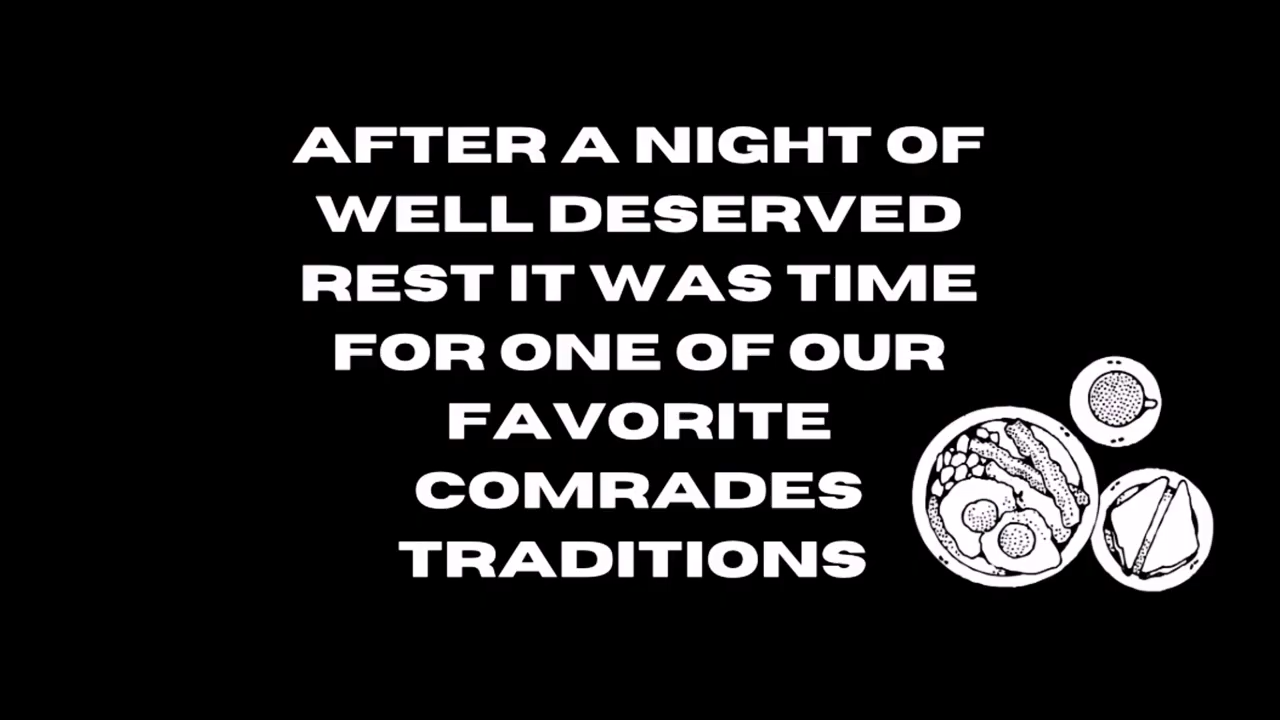 AFTER A NIGHT OF
WELL DESERVED
REST IT WAS TIME
FOR ONE OF OUR
FAVORITE
COMRADES
TRADITIONS